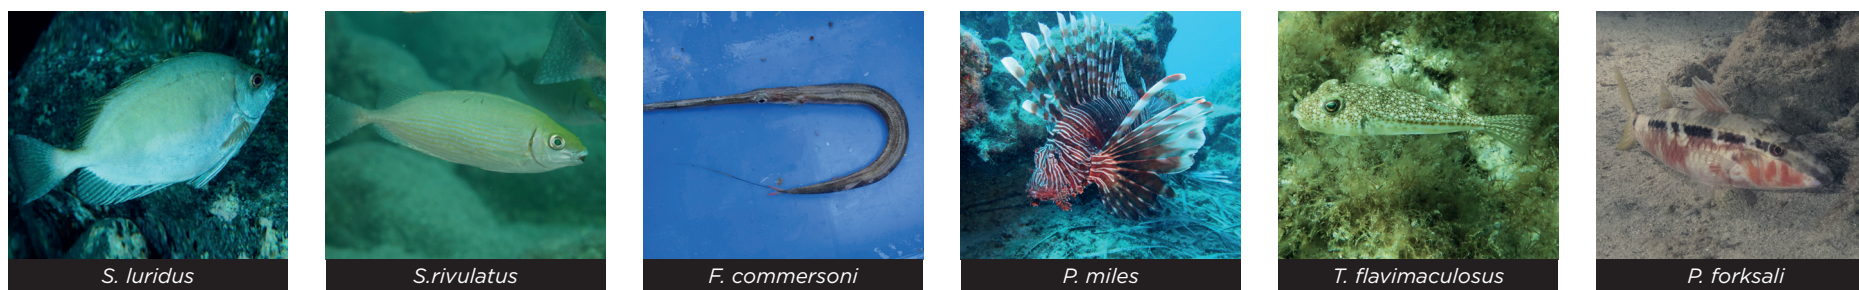 S. luridus
S.rivulatus
F. commersoni
P. miles
T. flavimaculosus
P. forksali